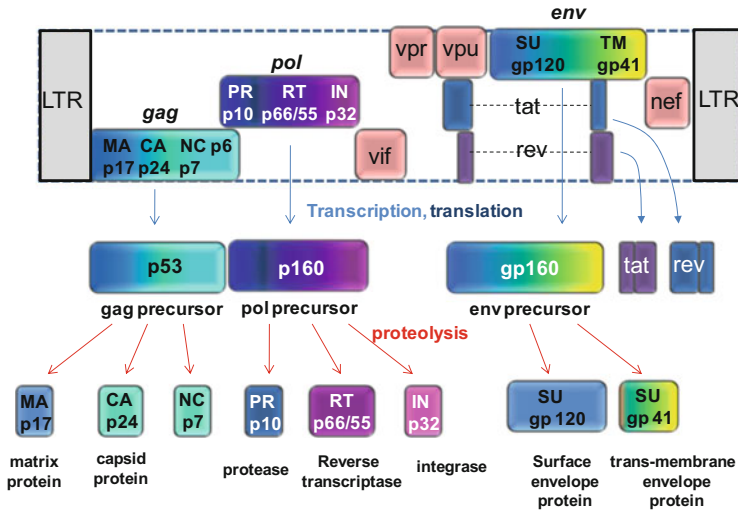 env
vpr
vpu
SU
TM
gp120
gp41
pol
PR
RT
IN
p10
p66/55
p32
LTR
LTR
gag
tat
nef
MA
CA
NC p6
p17
p24
p7
vif
rev
Transcription, translation
p53
p160
gp160
tat
rev
gag precursor
pol precursor
env precursor
proteolysis
MA
p17
CA
p24
NC
p7
PR
p10
RT
p66/55
IN
p32
SU
gp 120
SU
gp 41
matrix
protein
capsid
protein
protease
Reverse
transcriptase
integrase
Surface
envelope
protein
trans-membrane
envelope
protein